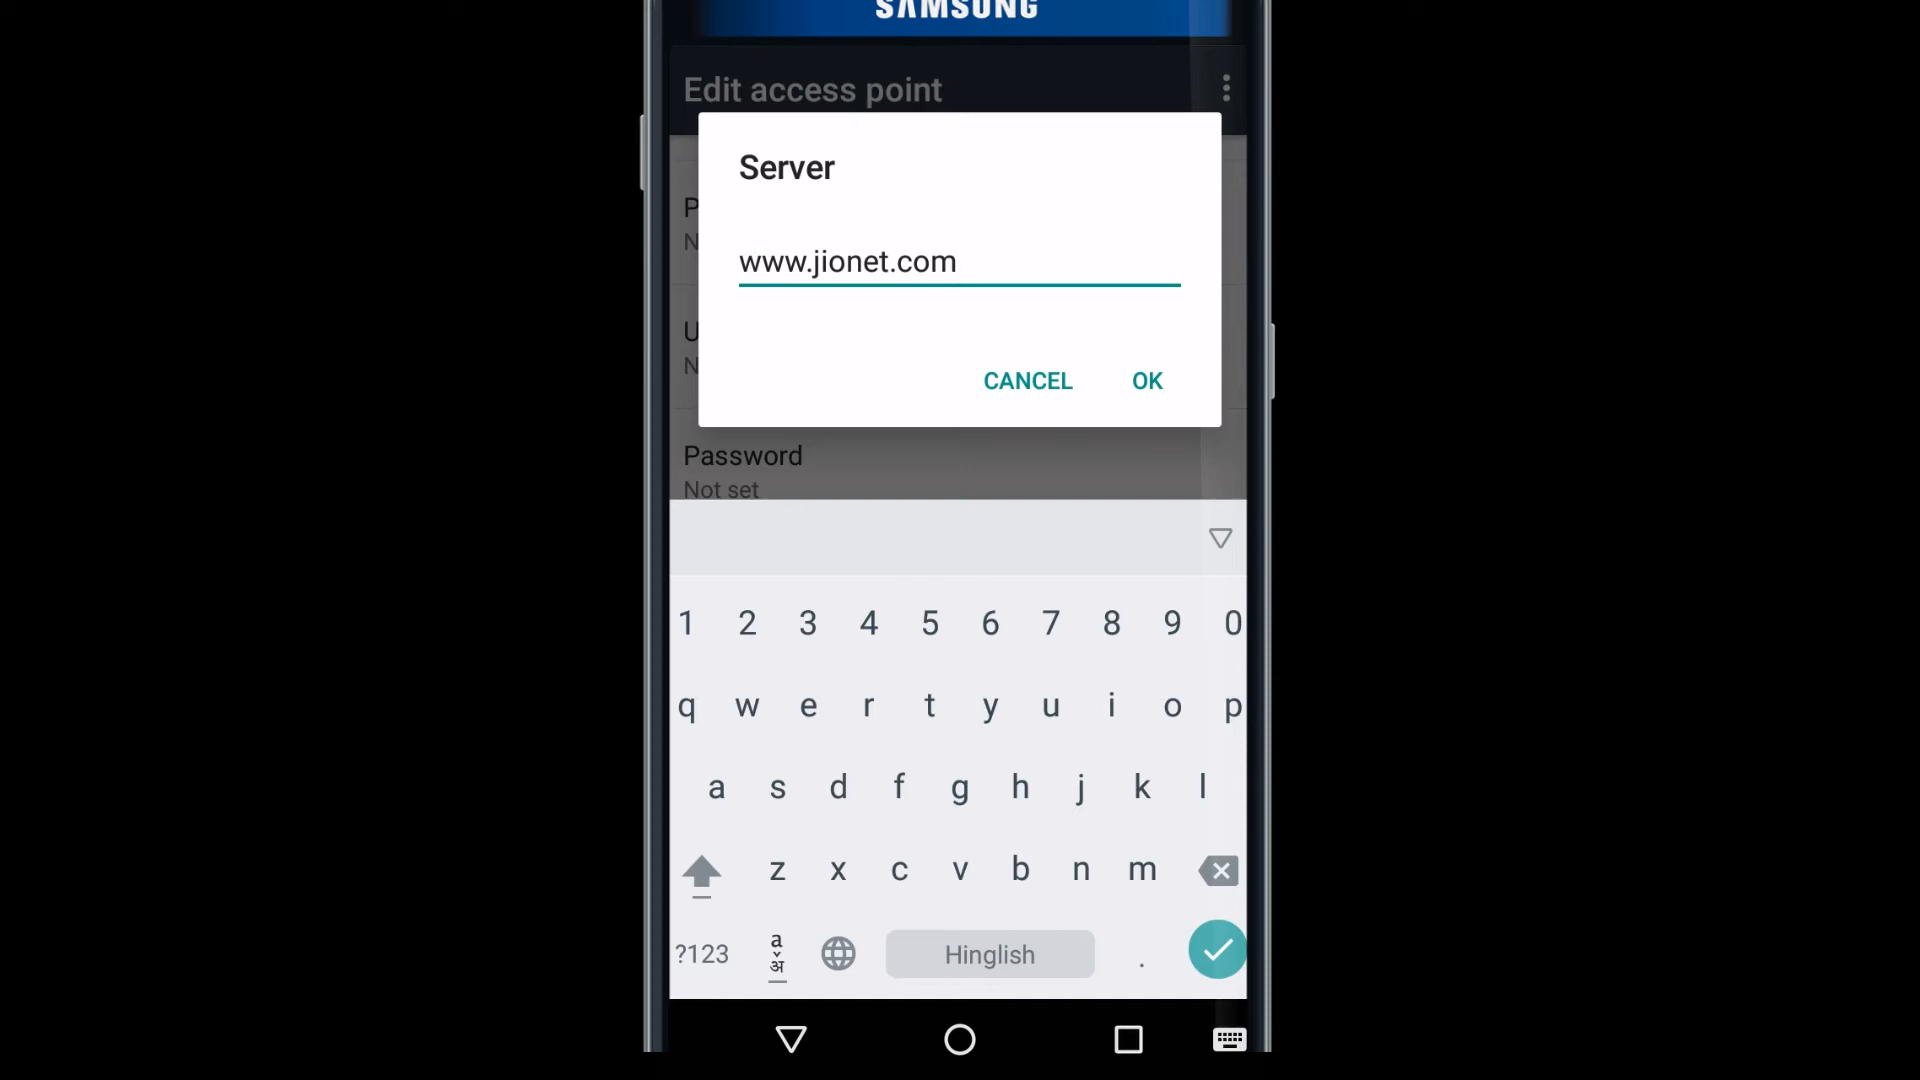 SAMSUNG
Edit access point
Server
P
N
www.jionet.com
U
N
CANCEL OK
Password
Not set
1 2 3 4 5 6 7 8 9 0
q w e r t y u i o p
a s d f g h j k l
z x c v b n m
?123 a अ Hinglish .